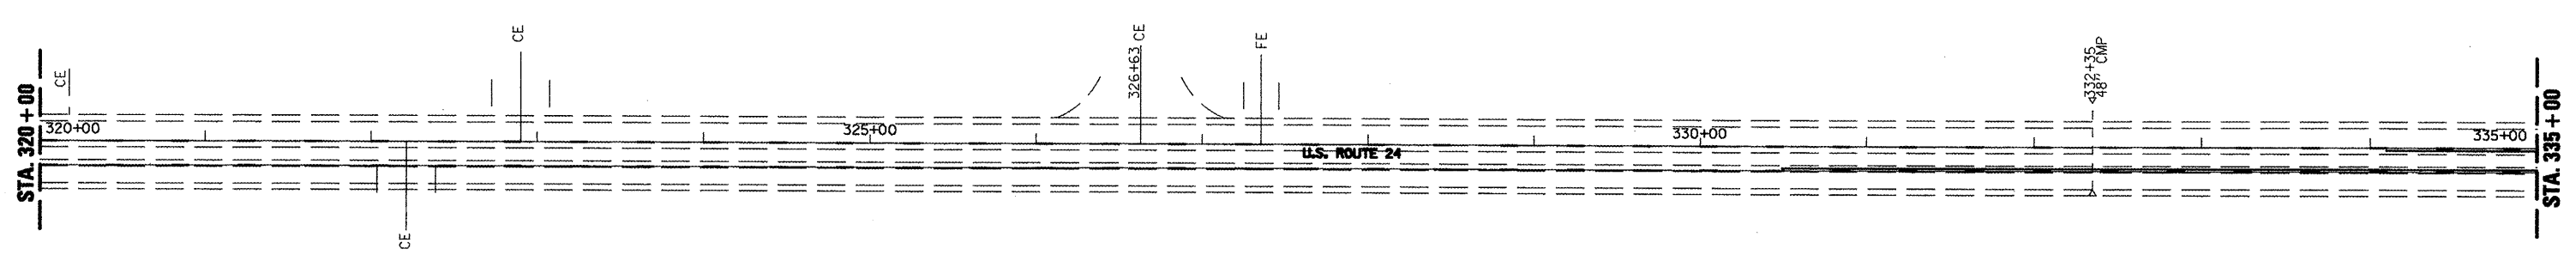 STA. 320+00
CE
320+00
CE
CE
325+00
326+63 CE
FE
U.S. ROUTE 24
330+00
332+35
48" CMP
335+00
STA. 335+00